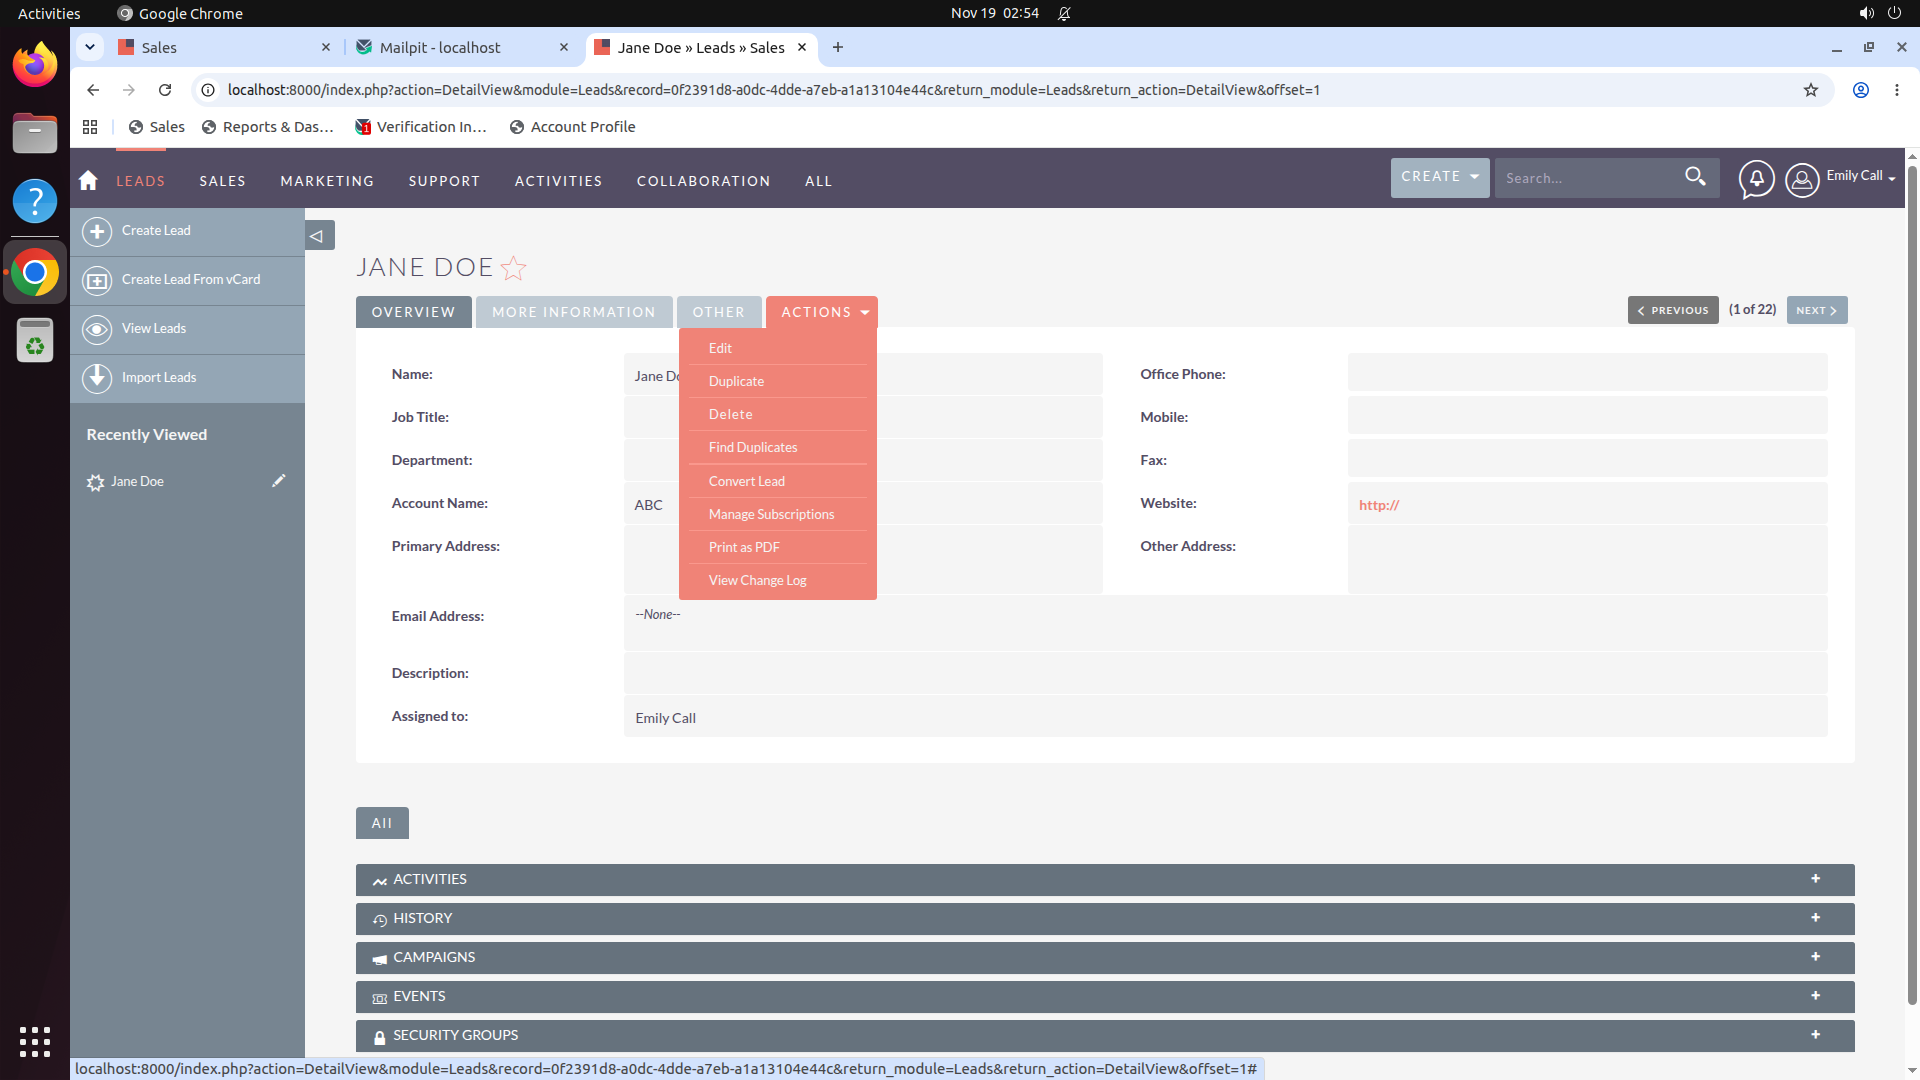 Activities Google Chrome Nov 19 02:54
Sales Mailpit - localhost Jane Doe » Leads » Sales
localhost:8000/index.php?action=DetailView&module=Leads&record=0f2391d8-a0dc-4dde-a7eb-a1a13104e44c&return_module=Leads&return_action=DetailView&offset=1
Sales Reports & Das... 1 Verification In... Account Profile
LEADS SALES MARKETING SUPPORT ACTIVITIES COLLABORATION ALL CREATE Search... Emily Call
Create Lead
Create Lead From vCard
View Leads
Import Leads
Recently Viewed
Jane Doe
JANE DOE
OVERVIEW MORE INFORMATION OTHER ACTIONS PREVIOUS (1 of 22) NEXT
Edit
Duplicate
Delete
Find Duplicates
Convert Lead
Manage Subscriptions
Print as PDF
View Change Log
Name: Jane Do Office Phone:
Job Title: Mobile:
Department: Fax:
Account Name: ABC Website: http://
Primary Address: Other Address:
Email Address: --None--
Description:
Assigned to: Emily Call
All
ACTIVITIES
HISTORY
CAMPAIGNS
EVENTS
SECURITY GROUPS
localhost:8000/index.php?action=DetailView&module=Leads&record=0f2391d8-a0dc-4dde-a7eb-a1a13104e44c&return_module=Leads&return_action=DetailView&offset=1#